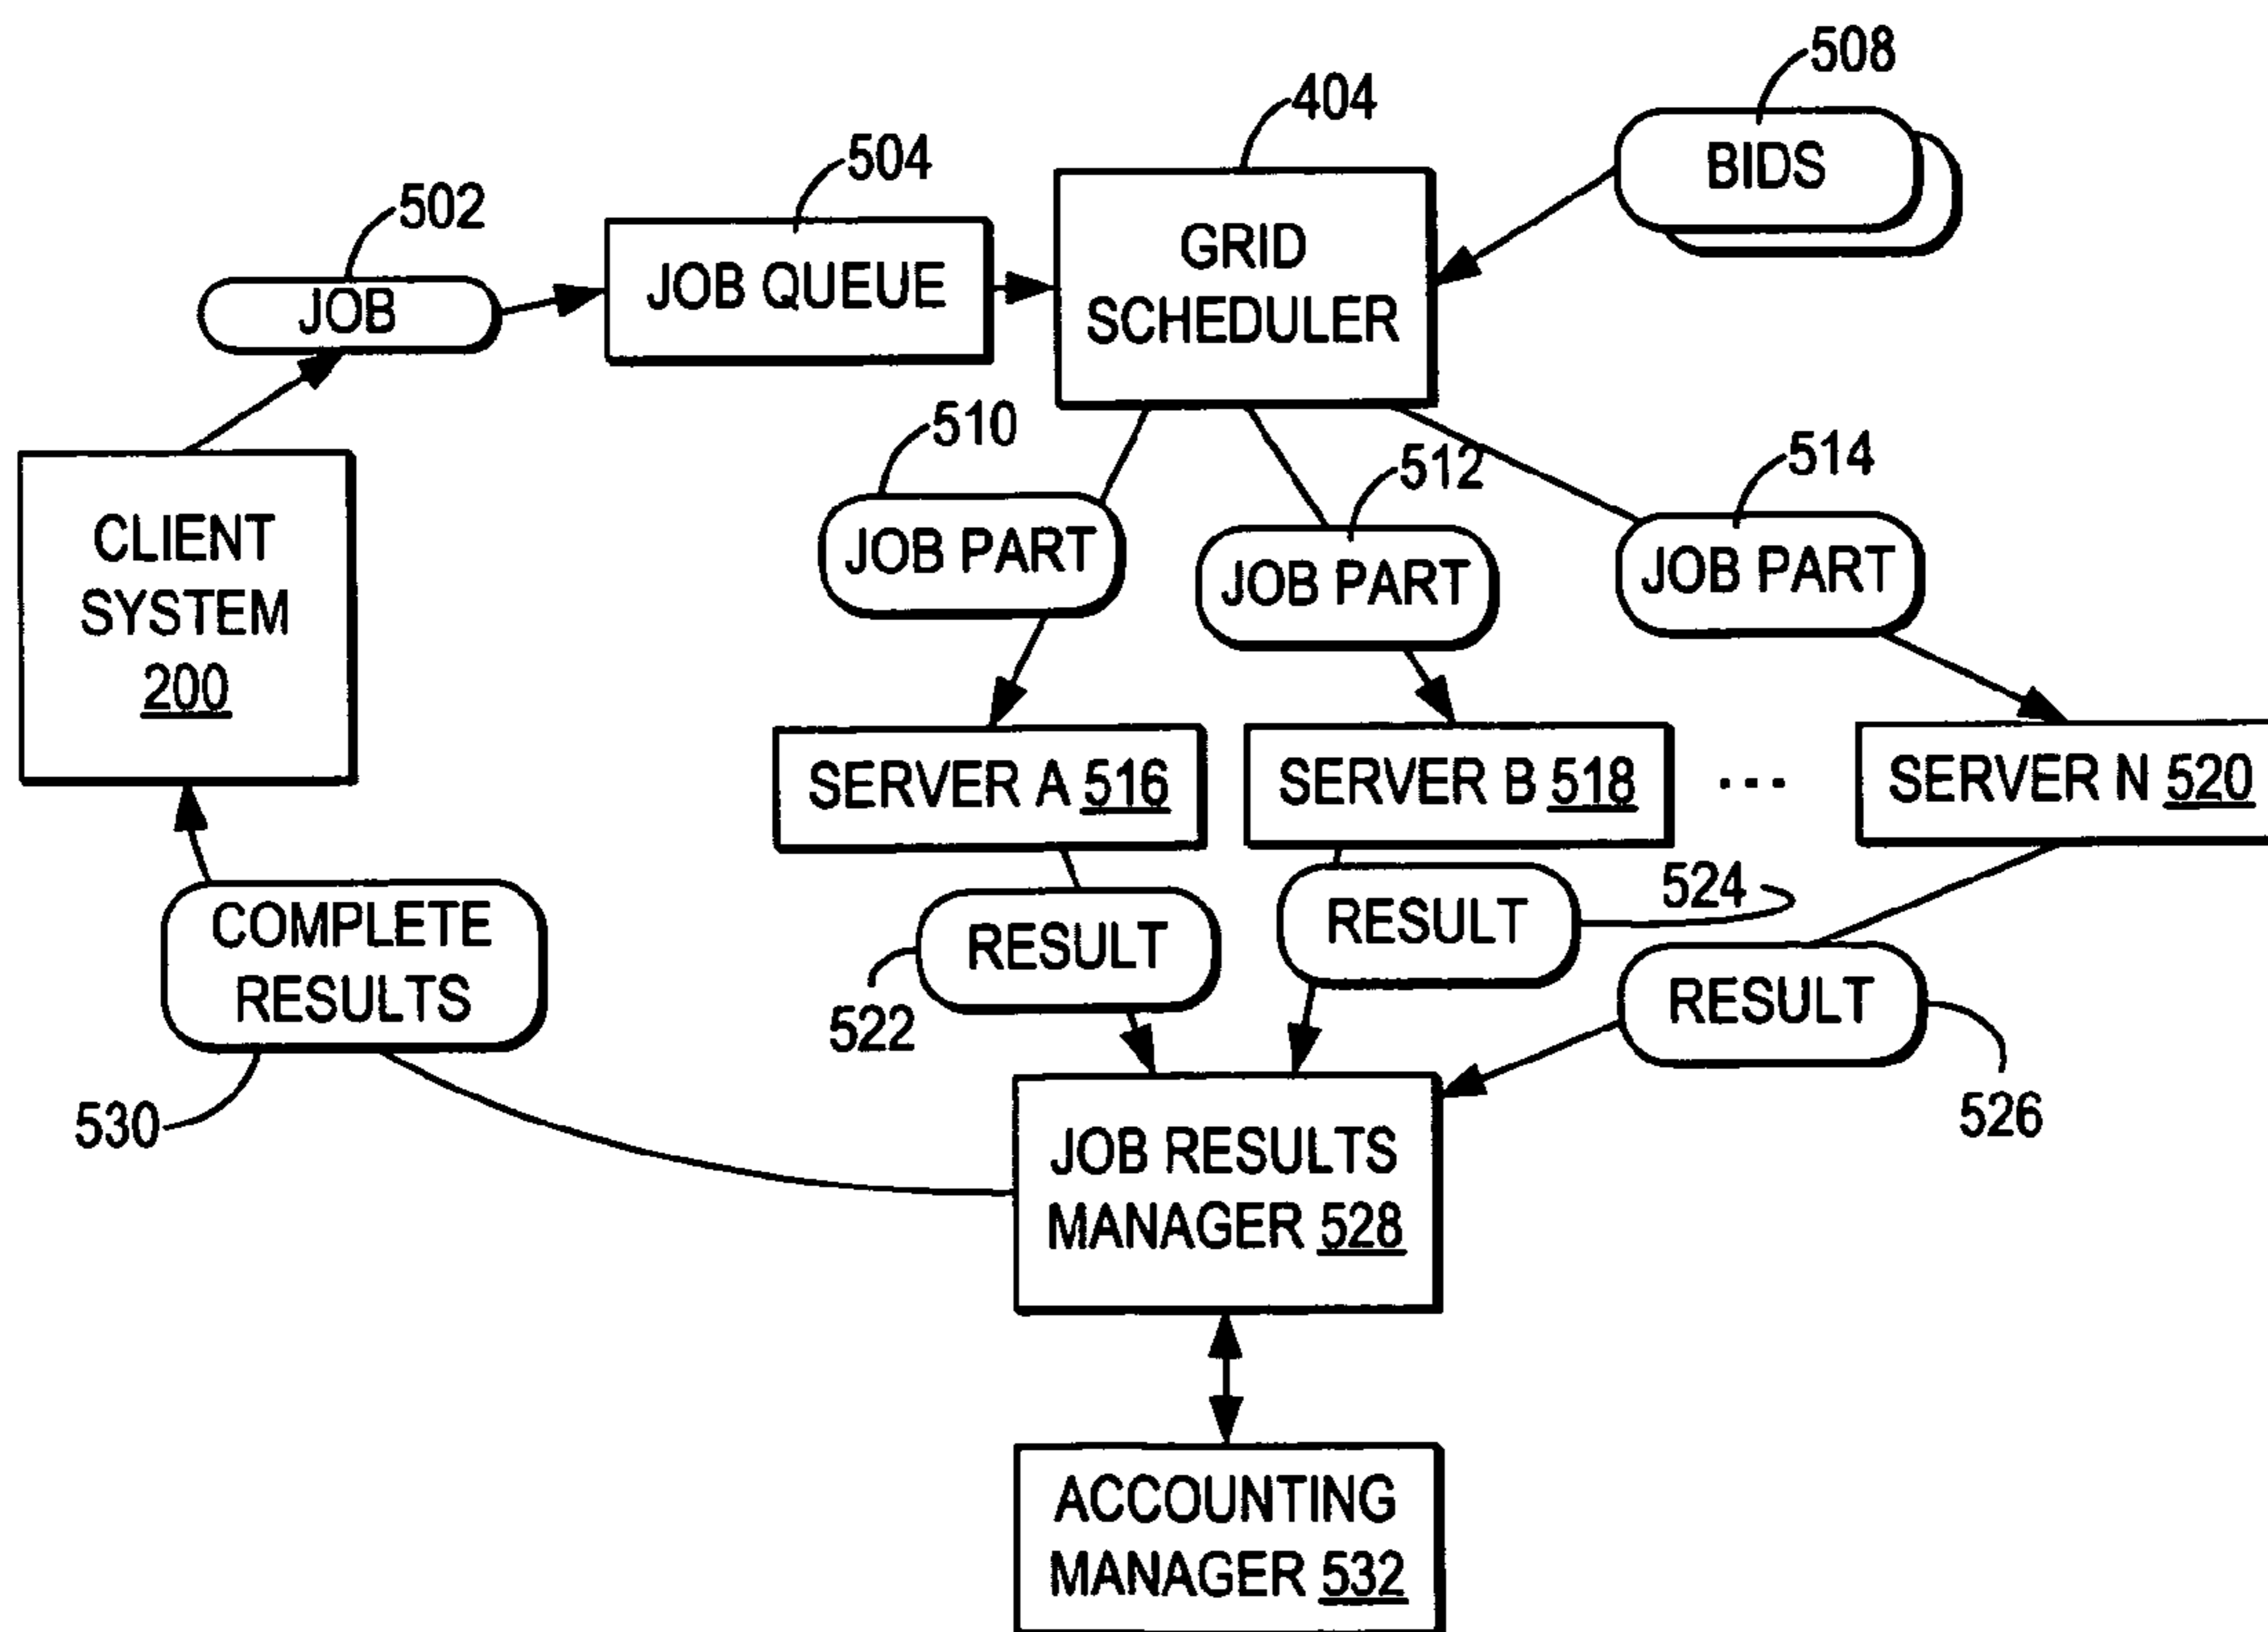 508
404
504
502
BIDS
GRID
SCHEDULER
JOB QUEUE
JOB
510
512
514
CLIENT
SYSTEM
200
JOB PART
JOB PART
JOB PART
SERVER A 516
SERVER B 518
...
SERVER N 520
524
COMPLETE
RESULTS
RESULT
RESULT
RESULT
522
526
530
JOB RESULTS
MANAGER 528
ACCOUNTING
MANAGER 532